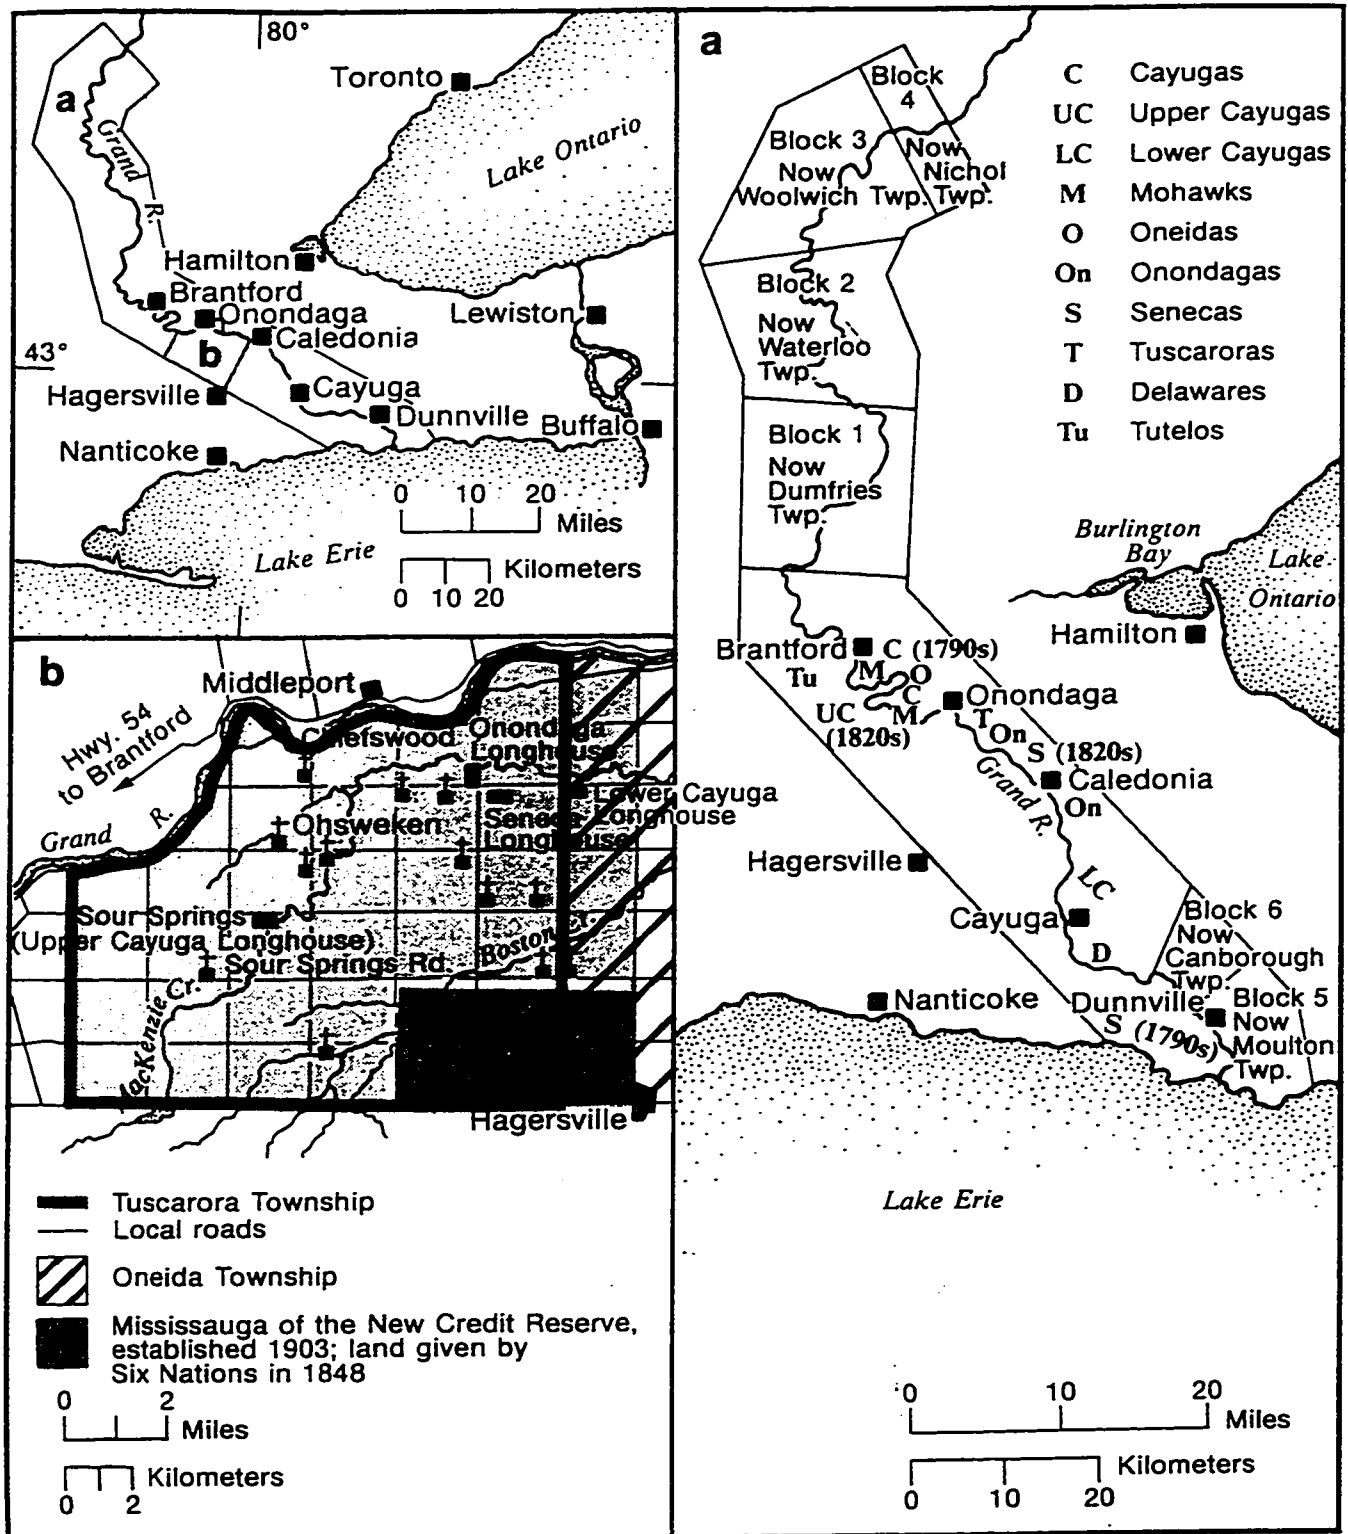 80°
a
Toronto
Grand
R.
Lake Ontario
Hamilton
Brantford
Onondaga
Lewiston
Caledonia
43°
b
Hagersville
Cayuga
Dunnville
Buffalo
Nanticoke
0 10 20
Miles
Lake Erie
Kilometers
0 10 20
b
Middleport
Hwy. 54
to Brantford
Chiefswood
Onondaga
Longhouse
Grand R.
Lower Cayuga
Longhouse
Ohsweken
Seneca
Longhouse
Sour Springs
(Upper Cayuga Longhouse)
Sour Springs Rd.
Boston Cr.
MacKenzie Cr.
Hagersville
Tuscarora Township
Local roads
Oneida Township
Mississauga of the New Credit Reserve,
established 1903; land given by
Six Nations in 1848
0 2
Miles
Kilometers
0 2
a
C Cayugas
UC Upper Cayugas
LC Lower Cayugas
M Mohawks
O Oneidas
On Onondagas
S Senecas
T Tuscaroras
D Delawares
Tu Tutelos
Block
4
Now
Nichol
Twp.
Block 3
Now
Woolwich Twp.
Block 2
Now
Waterloo
Twp.
Block 1
Now
Dumfries
Twp.
Burlington
Bay
Lake
Ontario
Hamilton
Brantford
C (1790s)
Tu
M
O
C
Onondaga
UC
(1820s)
M
T
On
S (1820s)
Grand R.
Caledonia
On
Hagersville
LC
Cayuga
Block 6
Now
Canborough
Twp.
D
Nanticoke
Dunnville
Block 5
Now
Moulton
Twp.
S (1790s)
Lake Erie
0 10 20
Miles
Kilometers
0 10 20